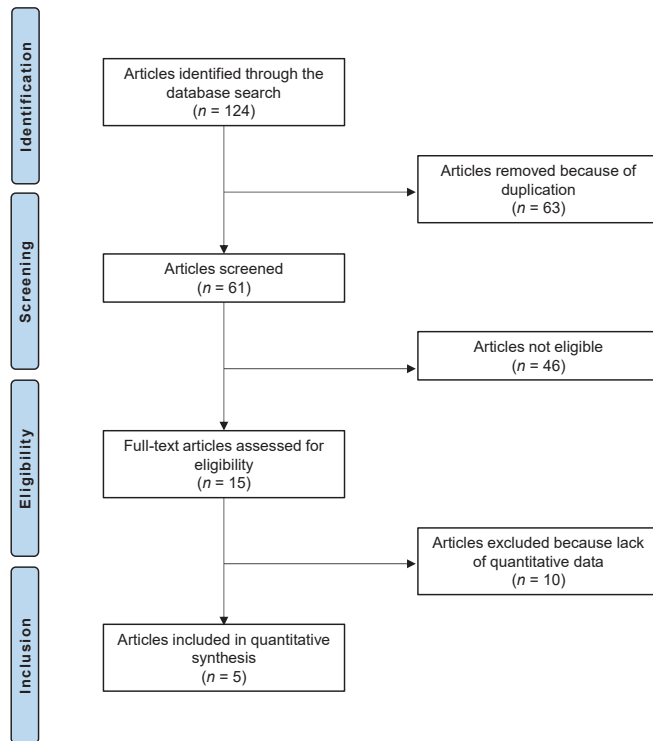 Identification
Articles identified through the
database search
(n = 124)
Articles removed because of
duplication
(n = 63)
Screening
Articles screened
(n = 61)
Articles not eligible
(n = 46)
Eligibility
Full-text articles assessed for
eligibility
(n = 15)
Articles excluded because lack
of quantitative data
(n = 10)
Inclusion
Articles included in quantitative
synthesis
(n = 5)